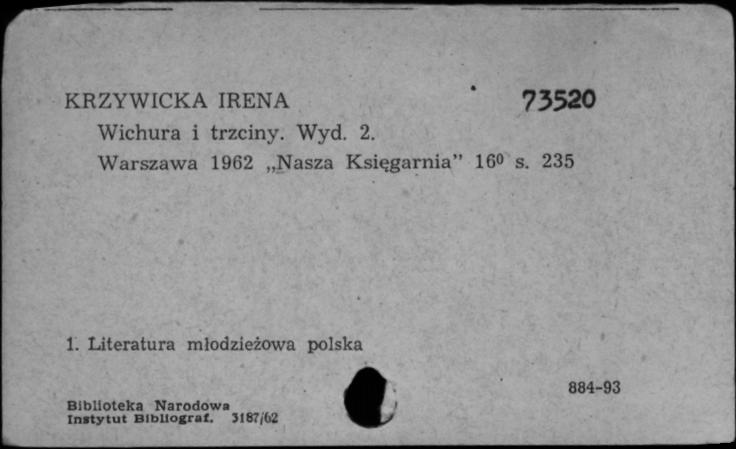 KRZYWICKA IRENA 73520
Wichura i trzciny. Wyd. 2.
Warszawa 1962 „Nasza Księgarnia” 16⁰ s. 235
1. Literatura młodzieżowa polska
884-93
Biblioteka Narodowa
Instytut Bibliograf. 3187/62